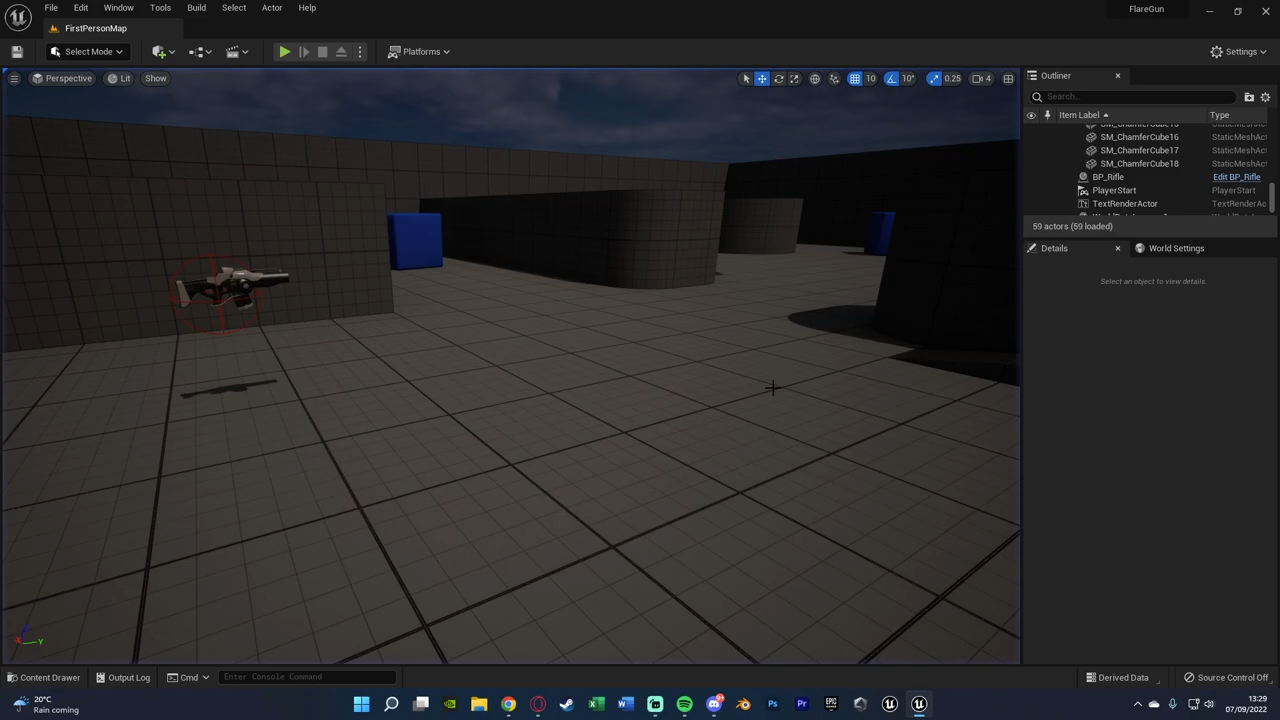 File Edit Window Tools Build Select Actor Help
FlareGun
FirstPersonMap
Select Mode
Platforms
Settings
Perspective Lit Show
10 10° 0.25 4
Outliner
Search...
Item Label Type
SM_ChamferCube16 StaticMeshAc
SM_ChamferCube17 StaticMeshAc
SM_ChamferCube18 StaticMeshAc
BP_Rifle Edit BP_Rifle
PlayerStart PlayerStart
TextRenderActor TextRenderAc
59 actors (59 loaded)
Details World Settings
Select an object to view details
X Y
Content Drawer Output Log Cmd Enter Console Command
Derived Data Source Control Off
20°C
Rain coming
13:29
07/09/2022